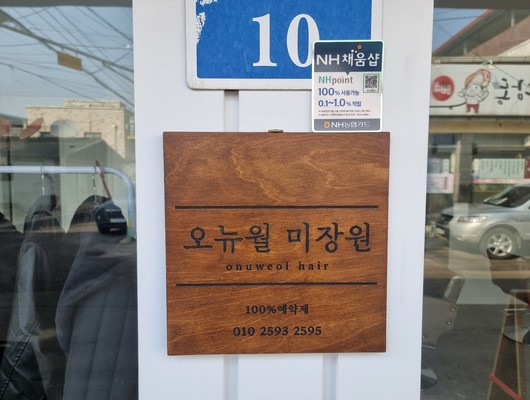 10
NH채움샵
NHpoint
100% 사용가능
0.1~1.0% 적립
NH농협카드
오뉴월 미장원
onuweol hair
100%예약제
010 2593 2595